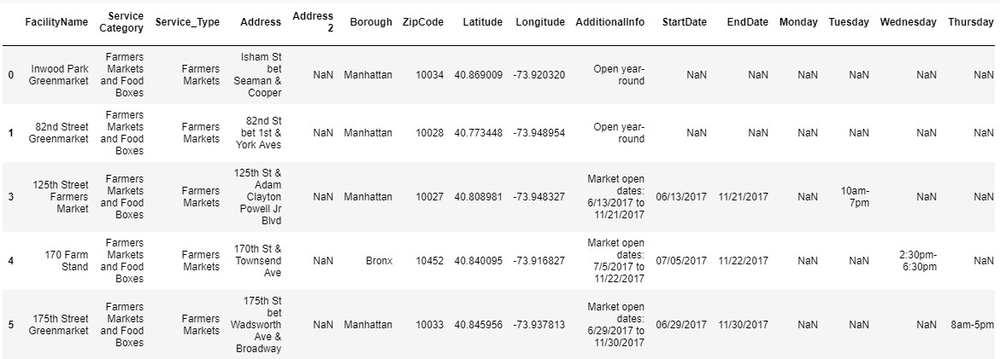 FacilityName Service Category Service_Type Address Address 2 Borough ZipCode Latitude Longitude AdditionalInfo StartDate EndDate Monday Tuesday Wednesday Thursday
0 Inwood Park Greenmarket Farmers Markets and Food Boxes Farmers Markets Isham St bet Seaman & Cooper NaN Manhattan 10034 40.869009 -73.920320 Open year-round NaN NaN NaN NaN NaN NaN
1 82nd Street Greenmarket Farmers Markets and Food Boxes Farmers Markets 82nd St bet 1st & York Aves NaN Manhattan 10028 40.773448 -73.948954 Open year-round NaN NaN NaN NaN NaN NaN
3 125th Street Farmers Market Farmers Markets and Food Boxes Farmers Markets 125th St & Adam Clayton Powell Jr Blvd NaN Manhattan 10027 40.808981 -73.948327 Market open dates: 6/13/2017 to 11/21/2017 06/13/2017 11/21/2017 NaN 10am-7pm NaN NaN
4 170 Farm Stand Farmers Markets and Food Boxes Farmers Markets 170th St & Townsend Ave NaN Bronx 10452 40.840095 -73.916827 Market open dates: 7/5/2017 to 11/22/2017 07/05/2017 11/22/2017 NaN NaN 2:30pm-6:30pm NaN
5 175th Street Greenmarket Farmers Markets and Food Boxes Farmers Markets 175th St bet Wadsworth Ave & Broadway NaN Manhattan 10033 40.845956 -73.937813 Market open dates: 6/29/2017 to 11/30/2017 06/29/2017 11/30/2017 NaN NaN NaN 8am-5pm